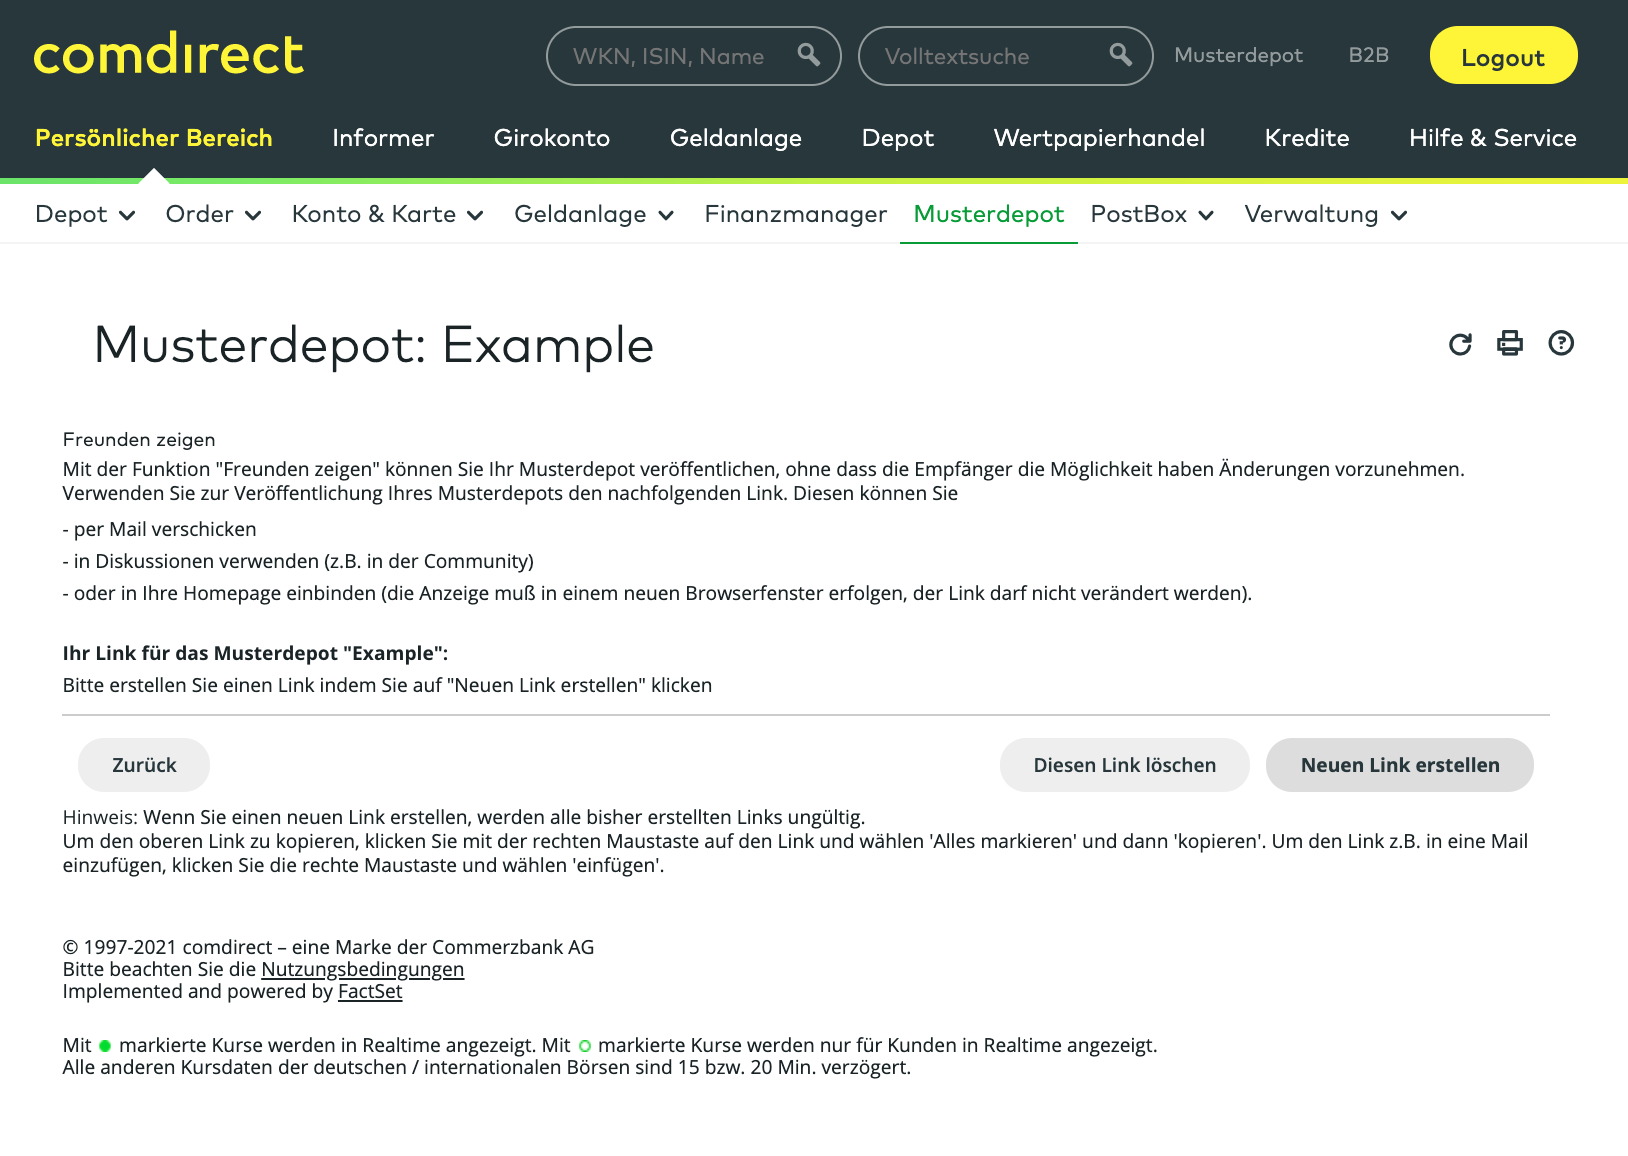 comdirect
WKN, ISIN, Name
Volltextsuche
Musterdepot
B2B
Logout
Persönlicher Bereich
Informer
Girokonto
Geldanlage
Depot
Wertpapierhandel
Kredite
Hilfe & Service
Depot
Order
Konto & Karte
Geldanlage
Finanzmanager
Musterdepot
PostBox
Verwaltung
Musterdepot: Example
Freunden zeigen
Mit der Funktion "Freunden zeigen" können Sie Ihr Musterdepot veröffentlichen, ohne dass die Empfänger die Möglichkeit haben Änderungen vorzunehmen.
Verwenden Sie zur Veröffentlichung Ihres Musterdepots den nachfolgenden Link. Diesen können Sie
- per Mail verschicken
- in Diskussionen verwenden (z.B. in der Community)
- oder in Ihre Homepage einbinden (die Anzeige muß in einem neuen Browserfenster erfolgen, der Link darf nicht verändert werden).
Ihr Link für das Musterdepot "Example":
Bitte erstellen Sie einen Link indem Sie auf "Neuen Link erstellen" klicken
Zurück
Diesen Link löschen
Neuen Link erstellen
Hinweis: Wenn Sie einen neuen Link erstellen, werden alle bisher erstellten Links ungültig.
Um den oberen Link zu kopieren, klicken Sie mit der rechten Maustaste auf den Link und wählen 'Alles markieren' und dann 'kopieren'. Um den Link z.B. in eine Mail
einzufügen, klicken Sie die rechte Maustaste und wählen 'einfügen'.
© 1997-2021 comdirect – eine Marke der Commerzbank AG
Bitte beachten Sie die Nutzungsbedingungen
Implemented and powered by FactSet
Mit markierte Kurse werden in Realtime angezeigt. Mit markierte Kurse werden nur für Kunden in Realtime angezeigt.
Alle anderen Kursdaten der deutschen / internationalen Börsen sind 15 bzw. 20 Min. verzögert.